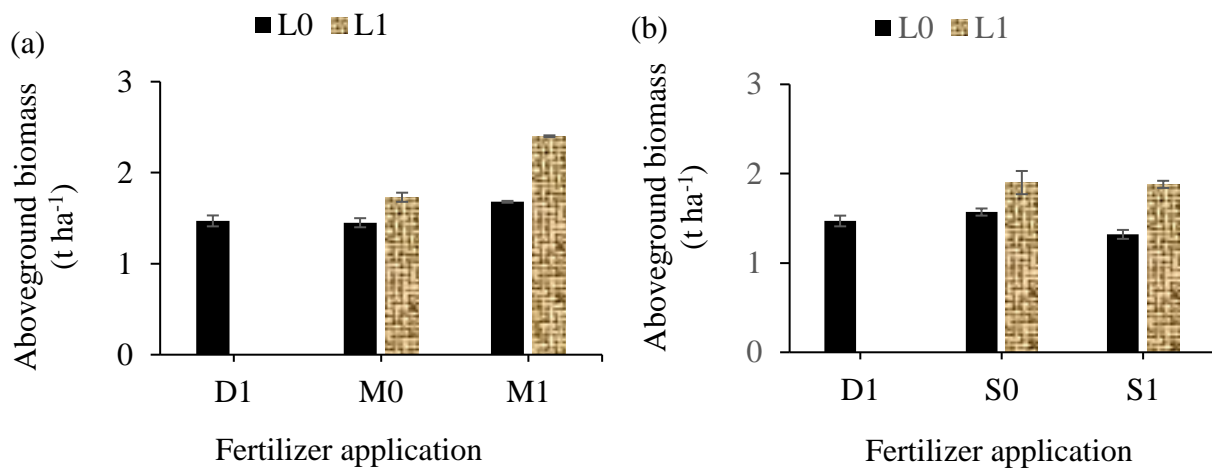 (a)
L0 L1
Aboveground biomass
(t ha-1)
3
2
1
0
D1 M0 M1
Fertilizer application
(b)
L0 L1
Aboveground biomass
(t ha-1)
3
2
1
0
D1 S0 S1
Fertilizer application